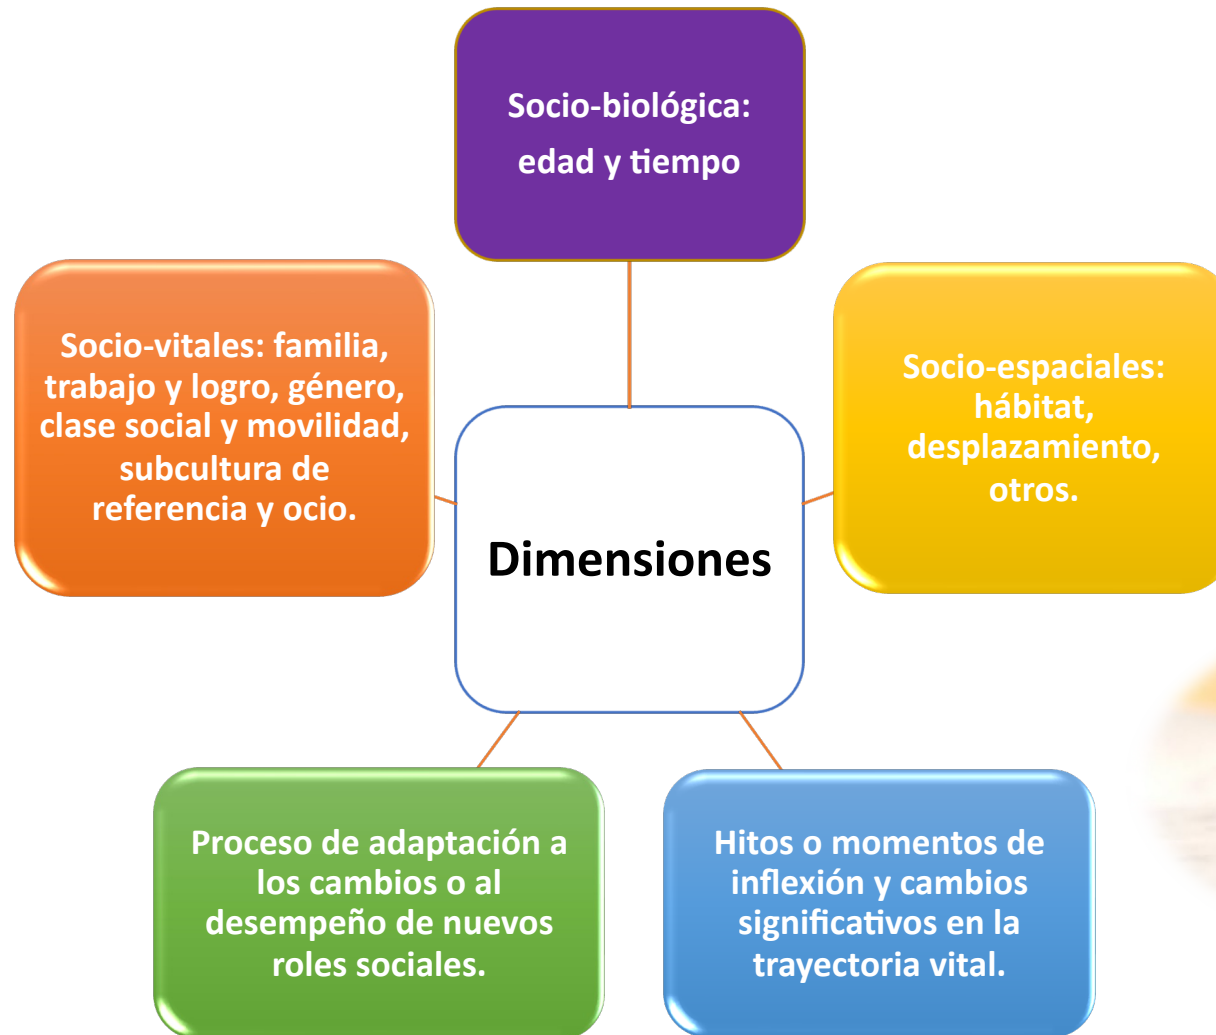 Socio-biológica:
edad y tiempo
Socio-vitales: familia,
trabajo y logro, género,
clase social y movilidad,
subcultura de
referencia y ocio.
Socio-espaciales:
hábitat,
desplazamiento,
otros.
Dimensiones
Proceso de adaptación a
los cambios o al
desempeño de nuevos
roles sociales.
Hitos o momentos de
inflexión y cambios
significativos en la
trayectoria vital.